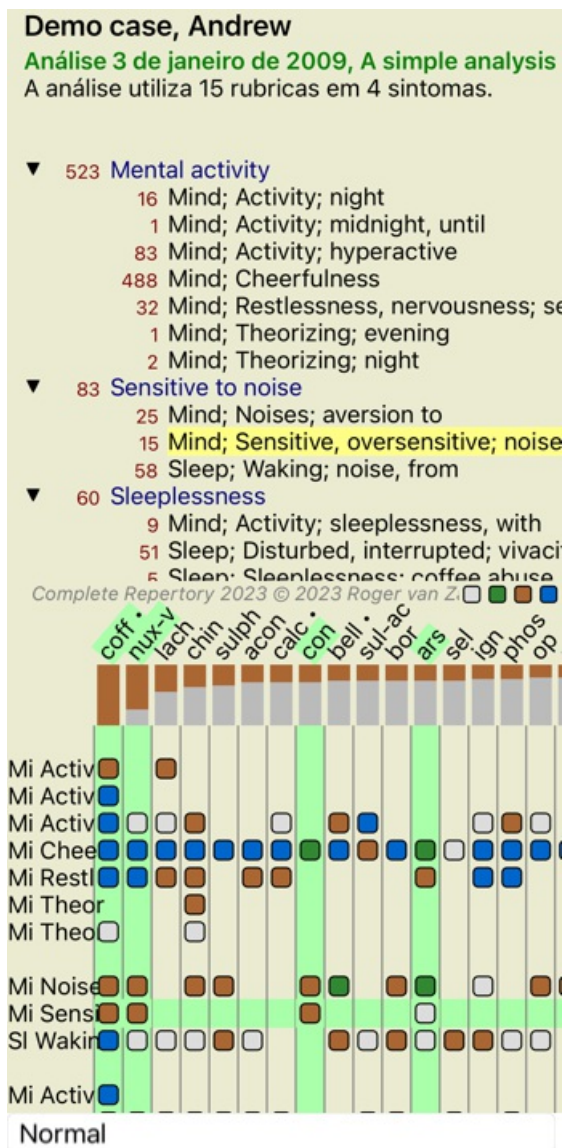 Demo case, Andrew
Análise 3 de janeiro de 2009, A simple analysis
A análise utiliza 15 rubricas em 4 sintomas.
▼ 523 Mental activity
16 Mind; Activity; night
1 Mind; Activity; midnight, until
83 Mind; Activity; hyperactive
488 Mind; Cheerfulness
32 Mind; Restlessness, nervousness; se
1 Mind; Theorizing; evening
2 Mind; Theorizing; night
▼ 83 Sensitive to noise
25 Mind; Noises; aversion to
15 Mind; Sensitive, oversensitive; noise
58 Sleep; Waking; noise, from
▼ 60 Sleeplessness
9 Mind; Activity; sleeplessness, with
51 Sleep; Disturbed, interrupted; vivaci
5 Sleep; Sleeplessness; coffee abuse
Complete Repertory 2023 © 2023 Roger van Z
coff • nux-v lach chin sulph acon calc • con bell • sul-ac bor ars sel ign phos op
Mi Activ
Mi Activ
Mi Activ
Mi Chee
Mi Restl
Mi Theor
Mi Theo
Mi Noise
Mi Sensi
Sl Wakin
Mi Activ
Normal